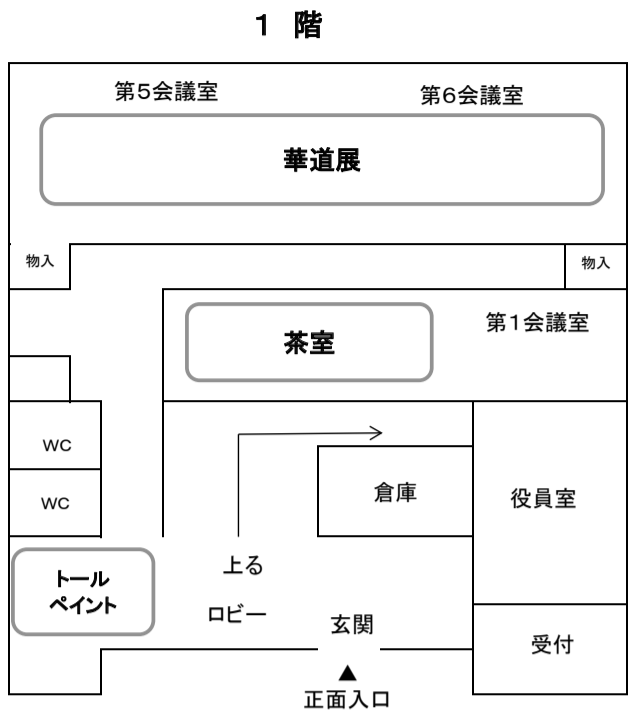 1 階
第5会議室
第6会議室
華道展
物入
物入
茶室
第1会議室
WC
WC
倉庫
役員室
トール
ペイント
上る
ロビー
玄関
受付
▲
正面入口